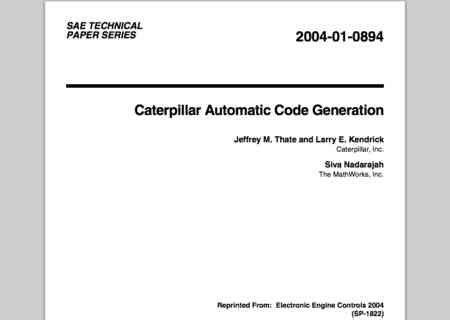 SAE TECHNICAL
PAPER SERIES
2004-01-0894
Caterpillar Automatic Code Generation
Jeffrey M. Thate and Larry E. Kendrick
Caterpillar, Inc.
Siva Nadarajah
The MathWorks, Inc.
Reprinted From: Electronic Engine Controls 2004
(SP-1822)